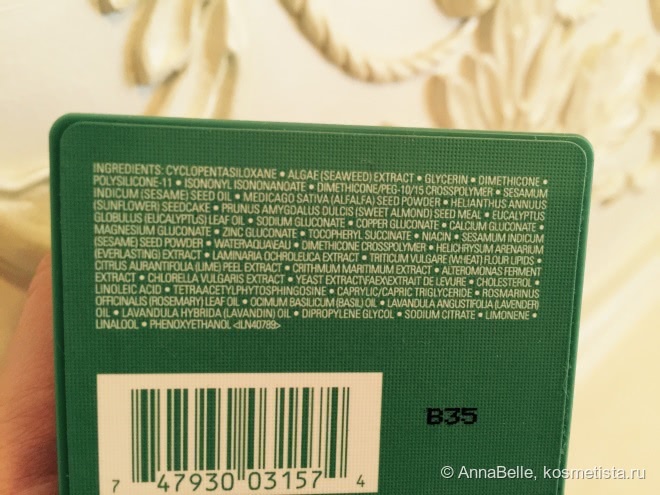 INGREDIENTS: CYCLOPENTASILOXANE • ALGAE (SEAWEED) EXTRACT • GLYCERIN • DIMETHICONE •
POLYSILICONE-11 • ISONONYL ISONONANOATE • DIMETHICONE/PEG-10/15 CROSSPOLYMER • SESAMUM
INDICUM (SESAME) SEED OIL • MEDICAGO SATIVA (ALFALFA) SEED POWDER • HELIANTHUS ANNUUS
(SUNFLOWER) SEEDCAKE • PRUNUS AMYGDALUS DULCIS (SWEET ALMOND) SEED MEAL • EUCALYPTUS
GLOBULUS (EUCALYPTUS) LEAF OIL • SODIUM GLUCONATE • COPPER GLUCONATE • CALCIUM GLUCONATE •
MAGNESIUM GLUCONATE • ZINC GLUCONATE • TOCOPHERYL SUCCINATE • NIACIN • SESAMUM INDICUM
(SESAME) SEED POWDER • WATER\AQUA\EAU • DIMETHICONE CROSSPOLYMER • HELICHRYSUM ARENARIUM
(EVERLASTING) EXTRACT • LAMINARIA OCHROLEUCA EXTRACT • TRITICUM VULGARE (WHEAT) FLOUR LIPIDS •
CITRUS AURANTIFOLIA (LIME) PEEL EXTRACT • CRITHMUM MARITIMUM EXTRACT • ALTEROMONAS FERMENT
EXTRACT • CHLORELLA VULGARIS EXTRACT • YEAST EXTRACT\FAEX\EXTRAIT DE LEVURE • CHOLESTEROL •
LINOLEIC ACID • TETRAACETYLPHYTOSPHINGOSINE • CAPRYLIC/CAPRIC TRIGLYCERIDE • ROSMARINUS
OFFICINALIS (ROSEMARY) LEAF OIL • OCIMUM BASILICUM (BASIL) OIL • LAVANDULA ANGUSTIFOLIA (LAVENDER)
OIL • LAVANDULA HYBRIDA (LAVANDIN) OIL • DIPROPYLENE GLYCOL • SODIUM CITRATE • LIMONENE •
LINALOOL • PHENOXYETHANOL <ILN40789>
B35
7 47930 03157 4
© AnnaBelle, kosmetista.ru